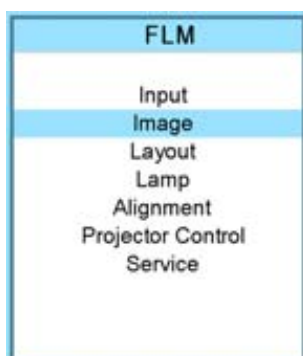 FLM
Input
Image
Layout
Lamp
Alignment
Projector Control
Service